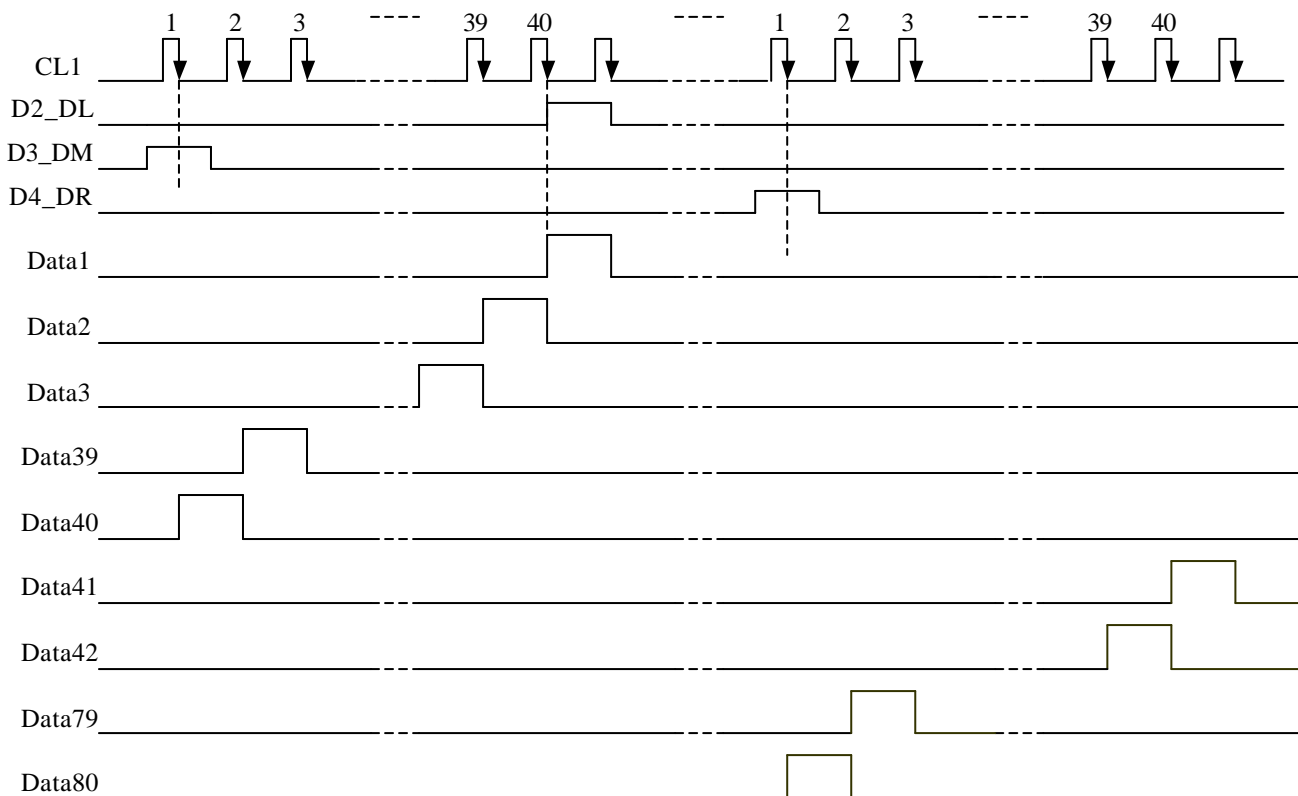 1 2 3 39 40 1 2 3 39 40
CL1
D2_DL
D3_DM
D4_DR
Data1
Data2
Data3
Data39
Data40
Data41
Data42
Data79
Data80